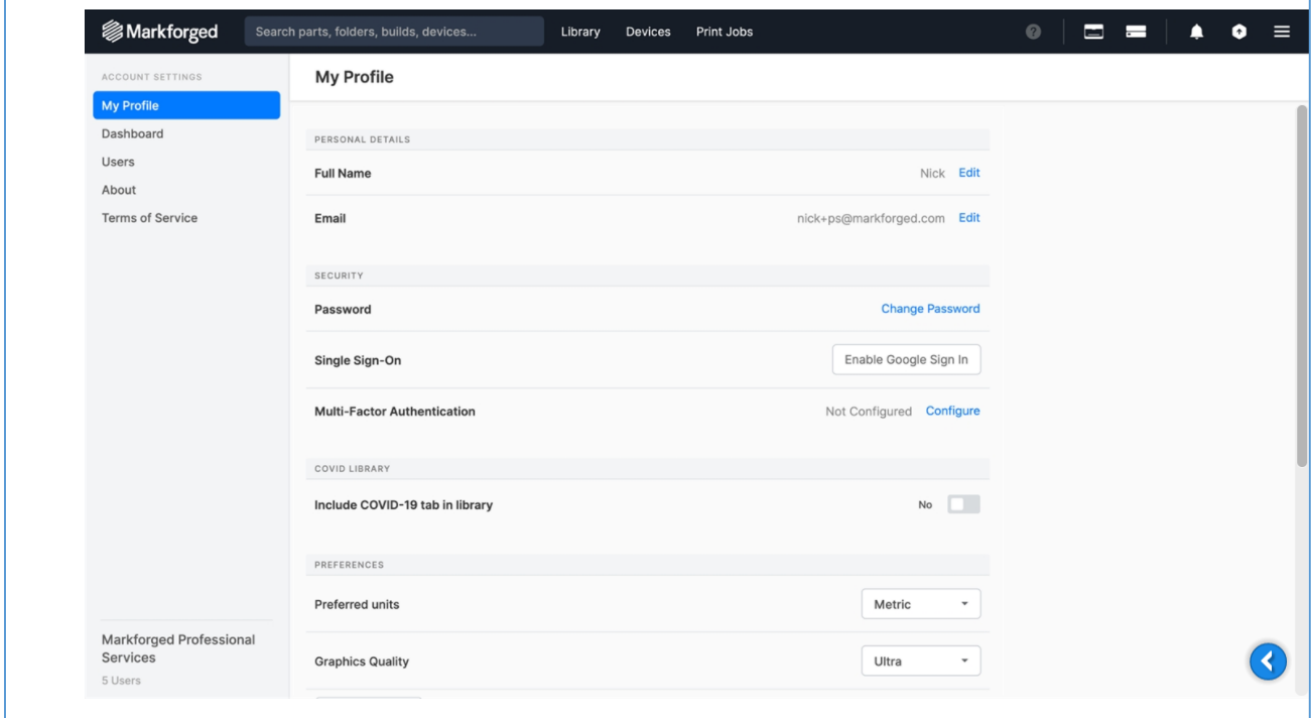 Markforged
Search parts, folders, builds, devices...
Library
Devices
Print Jobs
ACCOUNT SETTINGS
My Profile
Dashboard
Users
About
Terms of Service
Markforged Professional
Services
5 Users
My Profile
PERSONAL DETAILS
Full Name Nick Edit
Email nick+ps@markforged.com Edit
SECURITY
Password Change Password
Single Sign-On Enable Google Sign In
Multi-Factor Authentication Not Configured Configure
COVID LIBRARY
Include COVID-19 tab in library No
PREFERENCES
Preferred units Metric
Graphics Quality Ultra